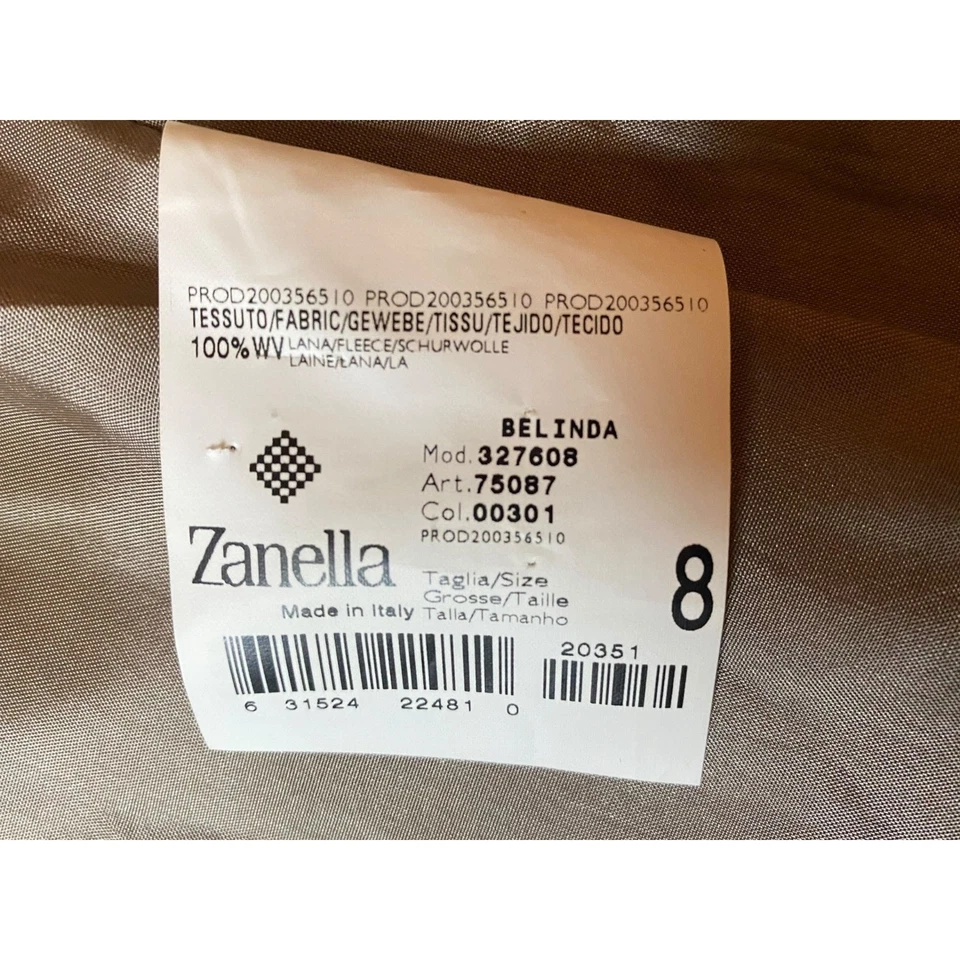 PROD200356510 PROD200356510 PROD200356510
TESSUTO/FABRIC/GEWEBE/TISSU/TEJIDO/TECIDO
100%WV LANA/FLEECE/SCHURWOLLE
LAINE/LANA/LA
BELINDA
Mod.327608
Art.75087
Col.00301
PROD200356510
Zanella
Made in Italy
Taglia/Size
Grosse/Taille
Talla/Tamanho
8
20351
6 31524 22481 0